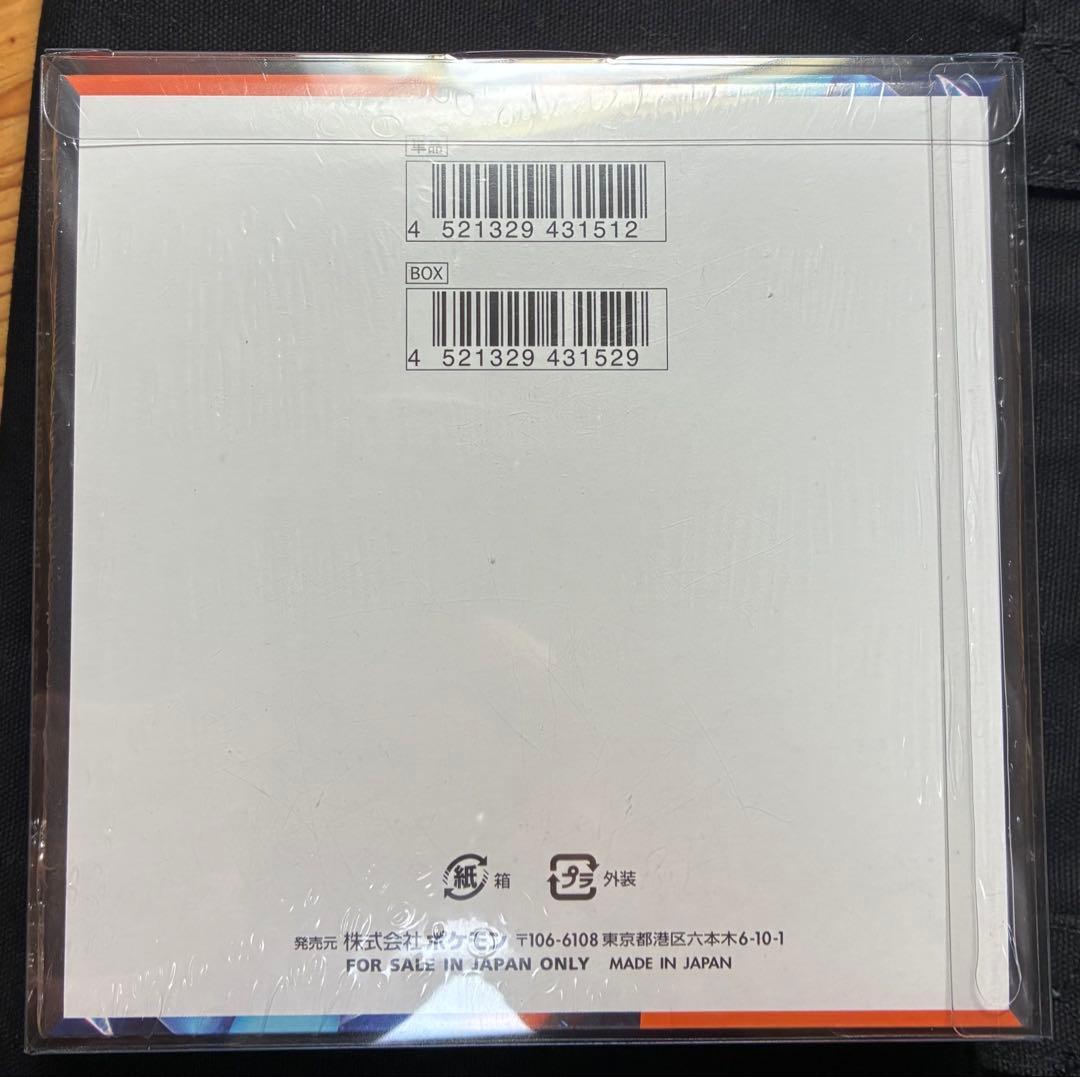 単品
4 521329 431512
BOX
4 521329 431529
紙 箱
プラ 外装
発売元 株式会社ポケモン 〒106-6108 東京都港区六本木6-10-1
FOR SALE IN JAPAN ONLY MADE IN JAPAN